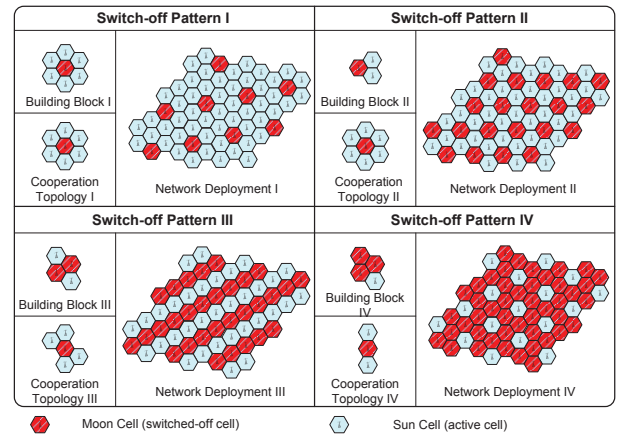 Switch-off Pattern I
Building Block I
Cooperation
Topology I
Network Deployment I
Switch-off Pattern II
Building Block II
Cooperation
Topology II
Network Deployment II
Switch-off Pattern III
Building Block III
Cooperation
Topology III
Network Deployment III
Switch-off Pattern IV
Building Block
IV
Cooperation
Topology IV
Network Deployment IV
Moon Cell (switched-off cell)
Sun Cell (active cell)